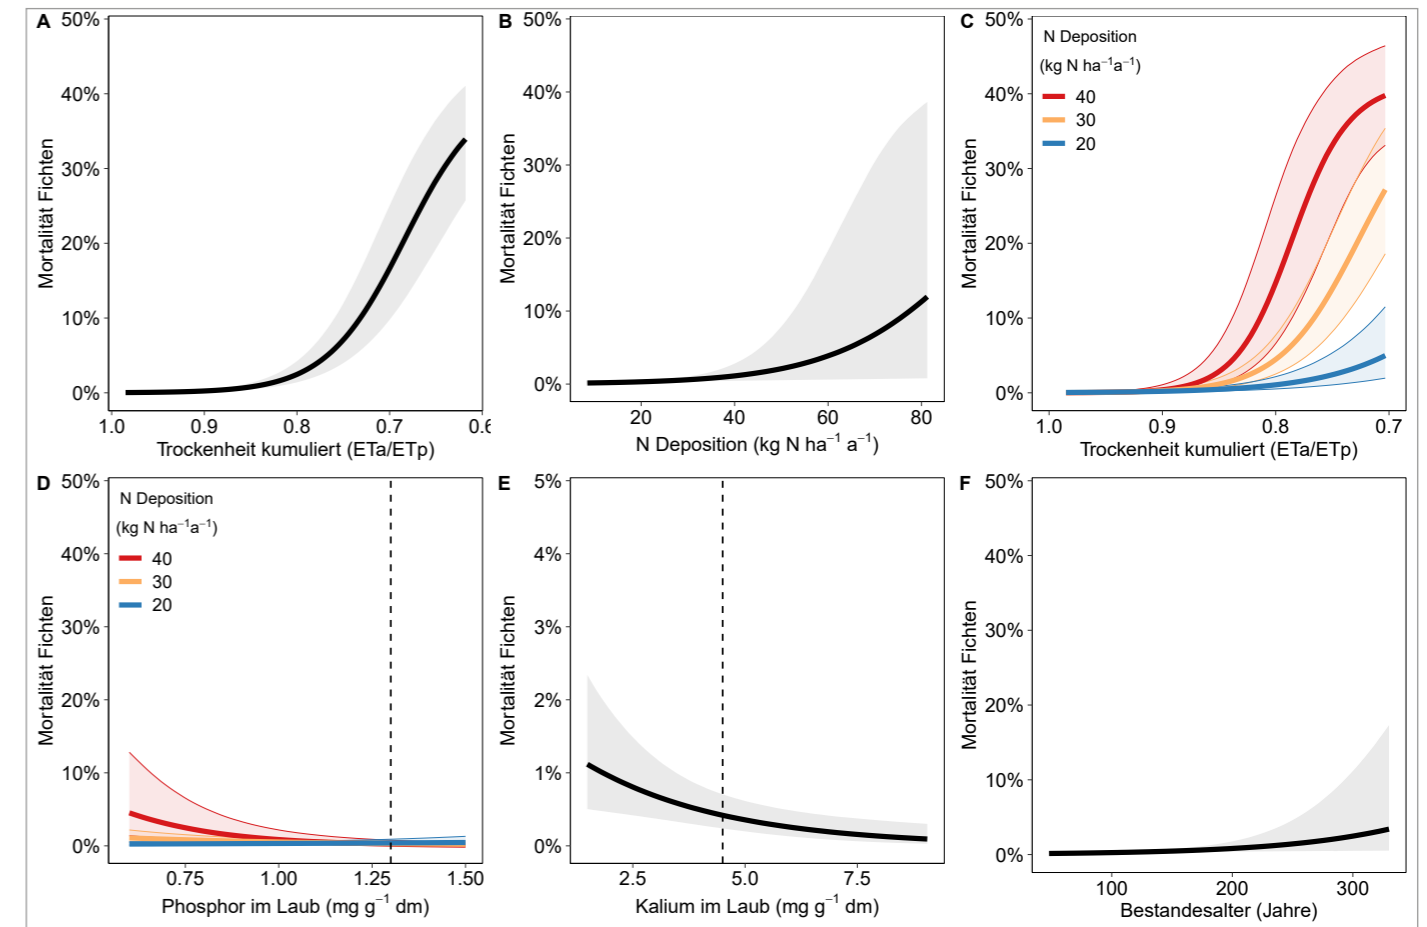 A
50%
40%
30%
20%
10%
0%
Mortalität Fichten
1.0
0.9
0.8
0.7
0.6
Trockenheit kumuliert (ETa/ETp)
B
50%
40%
30%
20%
10%
0%
Mortalität Fichten
20
40
60
80
N Deposition (kg N ha⁻¹ a⁻¹)
C
50%
40%
30%
20%
10%
0%
Mortalität Fichten
N Deposition
(kg N ha⁻¹a⁻¹)
40
30
20
1.0
0.9
0.8
0.7
Trockenheit kumuliert (ETa/ETp)
D
50%
40%
30%
20%
10%
0%
Mortalität Fichten
N Deposition
(kg N ha⁻¹a⁻¹)
40
30
20
0.75
1.00
1.25
1.50
Phosphor im Laub (mg g⁻¹ dm)
E
5%
4%
3%
2%
1%
0%
Mortalität Fichten
2.5
5.0
7.5
Kalium im Laub (mg g⁻¹ dm)
F
50%
40%
30%
20%
10%
0%
Mortalität Fichten
100
200
300
Bestandesalter (Jahre)